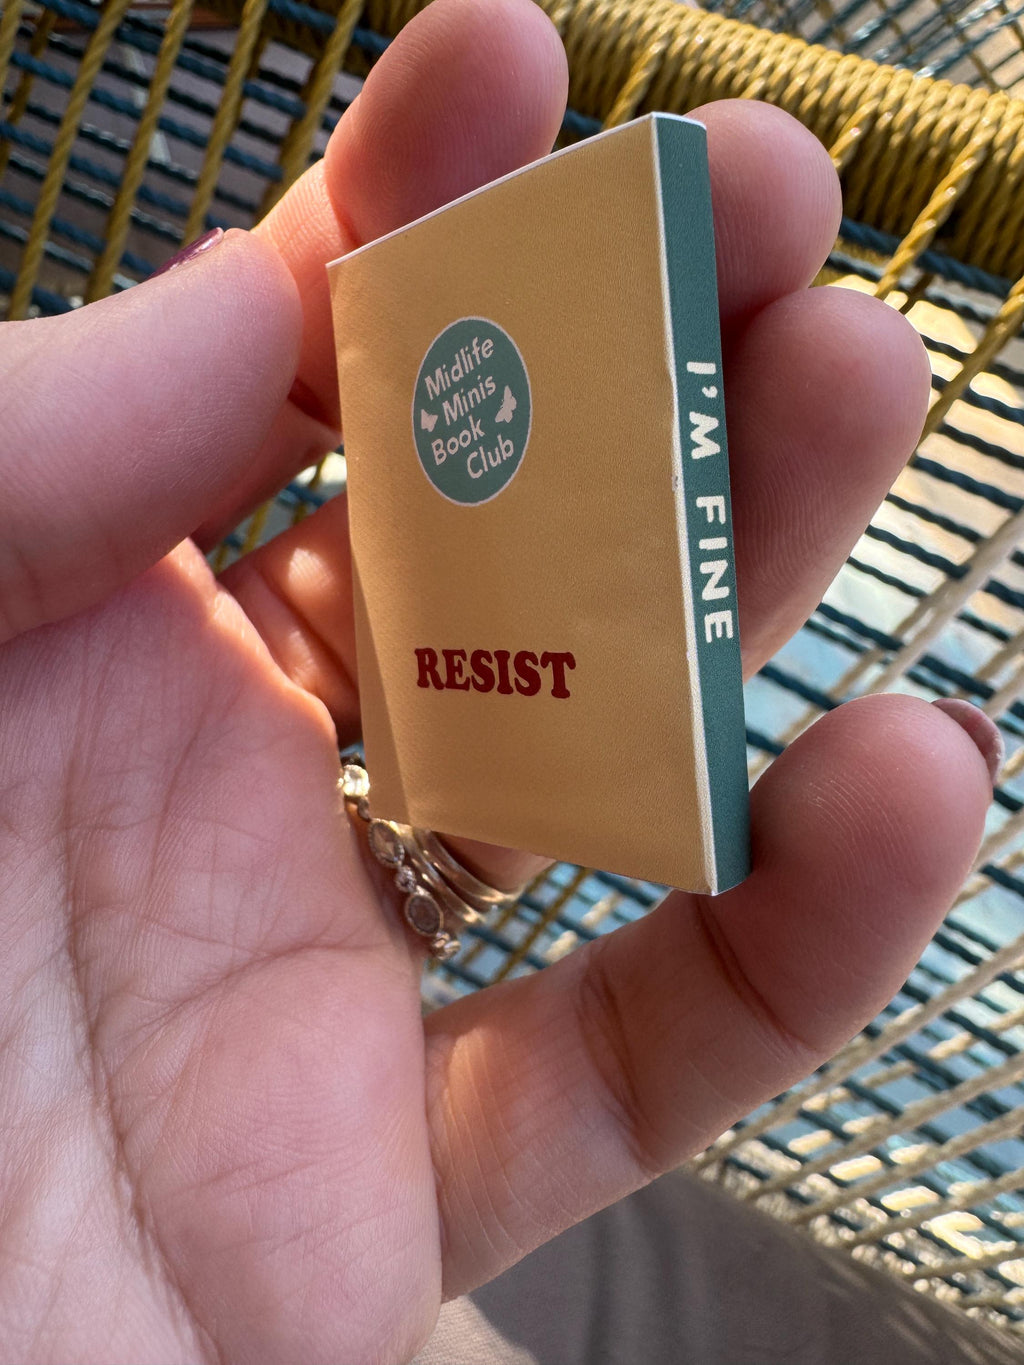 Midlife
Minis
Book
Club
RESIST
I'M FINE